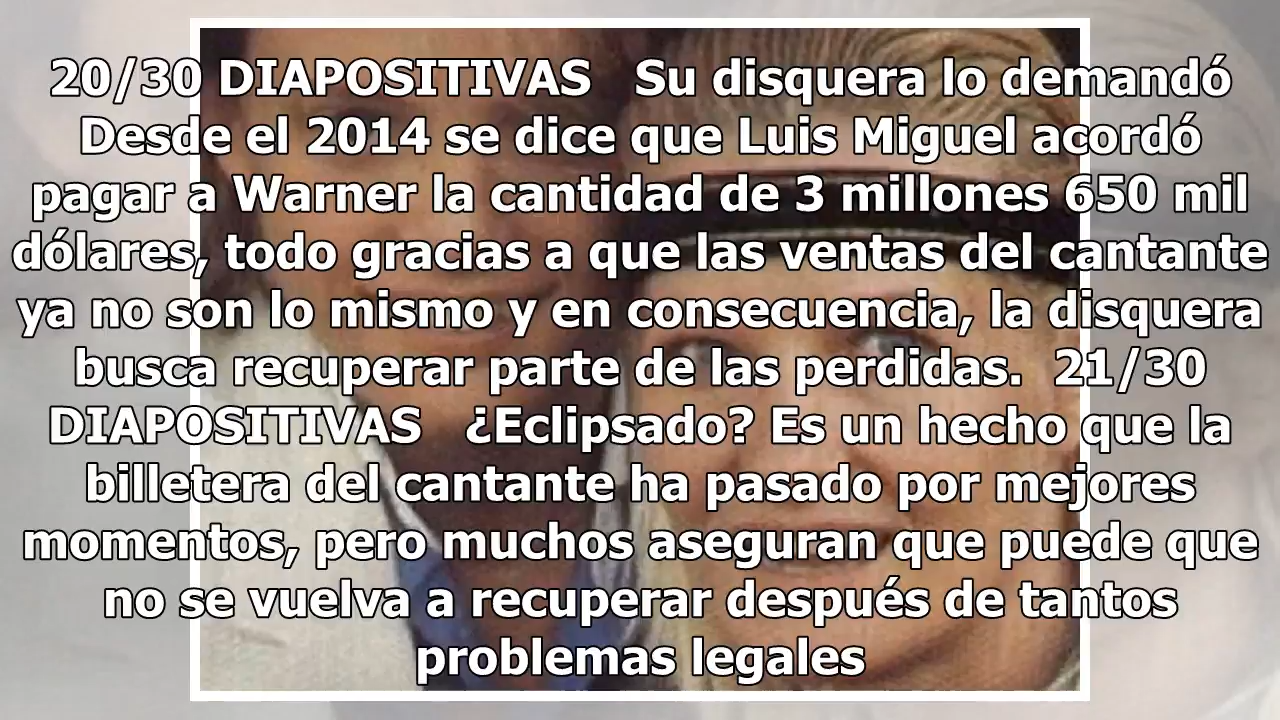 20/30 DIAPOSITIVAS   Su disquera lo demandó
Desde el 2014 se dice que Luis Miguel acordó
pagar a Warner la cantidad de 3 millones 650 mil
dólares, todo gracias a que las ventas del cantante
ya no son lo mismo y en consecuencia, la disquera
busca recuperar parte de las perdidas.  21/30
DIAPOSITIVAS   ¿Eclipsado? Es un hecho que la
billetera del cantante ha pasado por mejores
momentos, pero muchos aseguran que puede que
no se vuelva a recuperar después de tantos
problemas legales